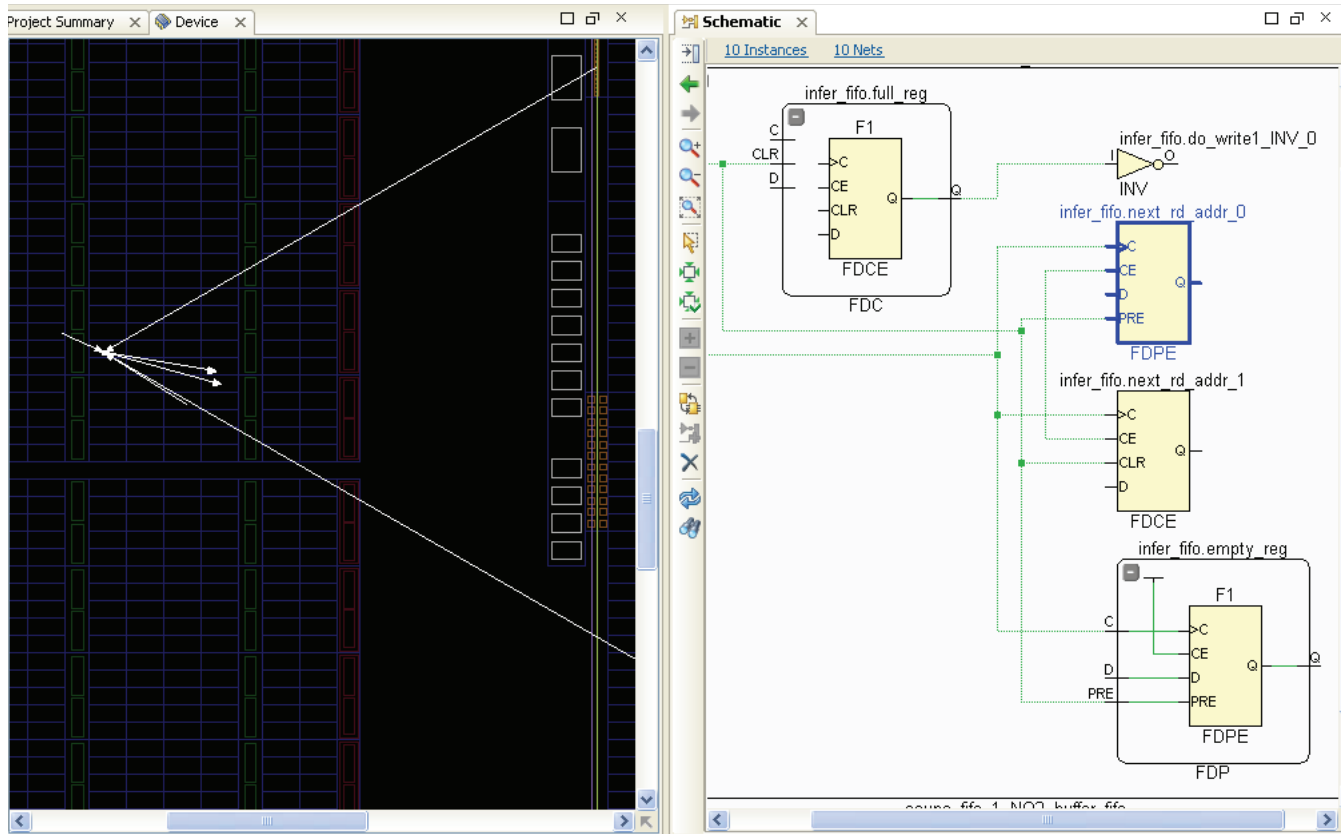 Project Summary
Device
Schematic
10 Instances
10 Nets
infer_fifo.full_reg
C
CLR
D
F1
>C
CE
CLR
D
Q
Q
FDCE
FDC
infer_fifo.do_write1_INV_0
I
O
INV
infer_fifo.next_rd_addr_0
>C
CE
D
PRE
Q
FDPE
infer_fifo.next_rd_addr_1
>C
CE
CLR
D
Q
FDCE
infer_fifo.empty_reg
F1
C
D
PRE
>C
CE
D
PRE
Q
Q
FDPE
FDP